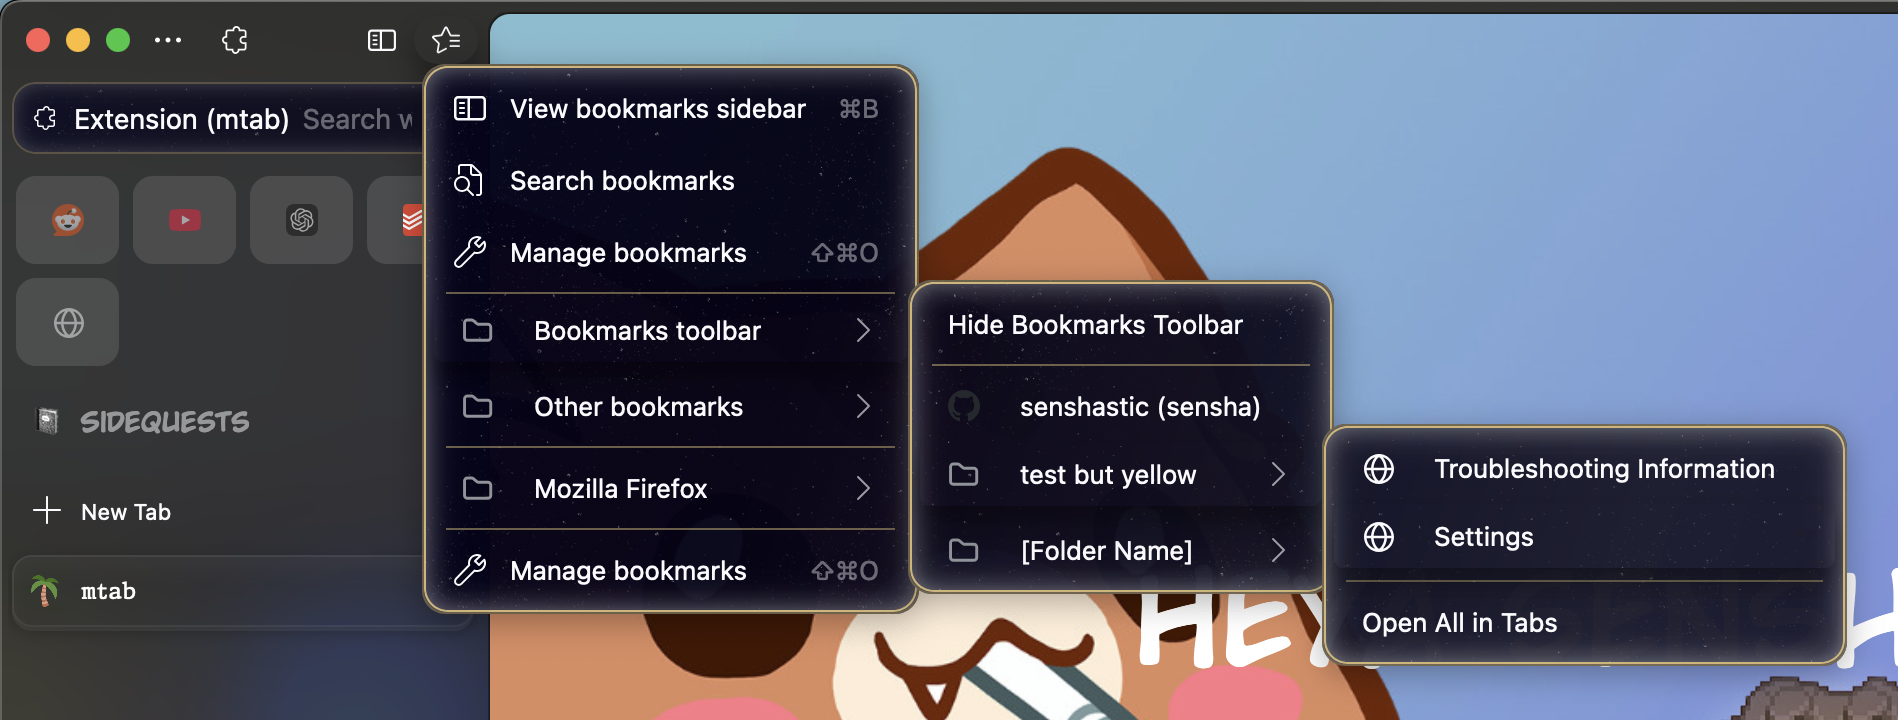 Extension (mtab) Search w
SIDEQUESTS
New Tab
mtab
View bookmarks sidebar ⌘B
Search bookmarks
Manage bookmarks ⇧⌘O
Bookmarks toolbar
Other bookmarks
Mozilla Firefox
Manage bookmarks ⇧⌘O
Hide Bookmarks Toolbar
senshastic (sensha)
test but yellow
[Folder Name]
Troubleshooting Information
Settings
Open All in Tabs
HEY